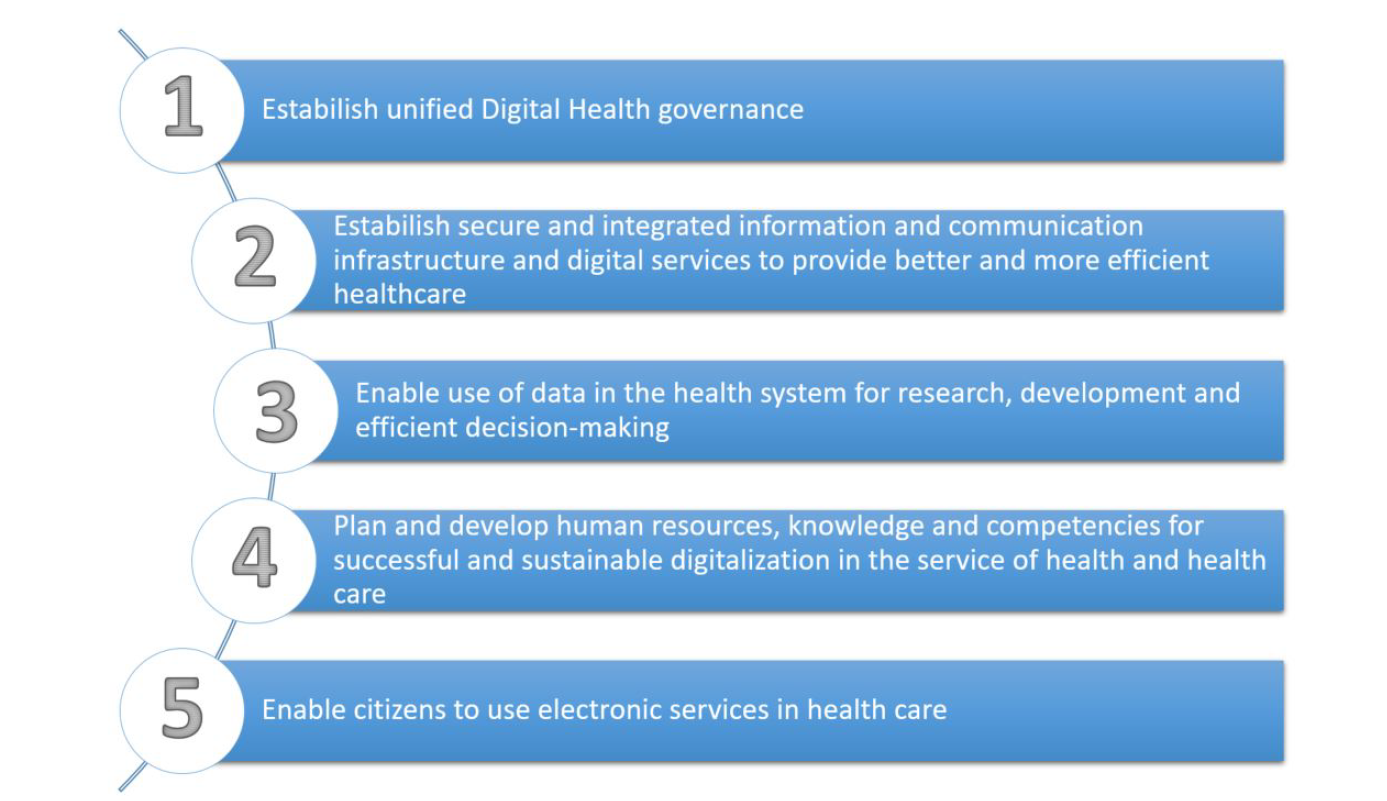 1
Estabilish unified Digital Health governance
2
Estabilish secure and integrated information and communication
infrastructure and digital services to provide better and more efficient
healthcare
3
Enable use of data in the health system for research, development and
efficient decision-making
4
Plan and develop human resources, knowledge and competencies for
successful and sustainable digitalization in the service of health and health
care
5
Enable citizens to use electronic services in health care